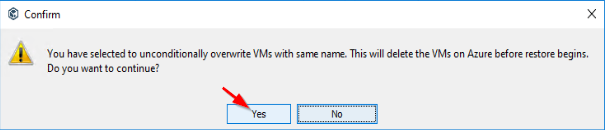 Confirm
You have selected to unconditionally overwrite VMs with same name. This will delete the VMs on Azure before restore begins.
Do you want to continue?
Yes
No